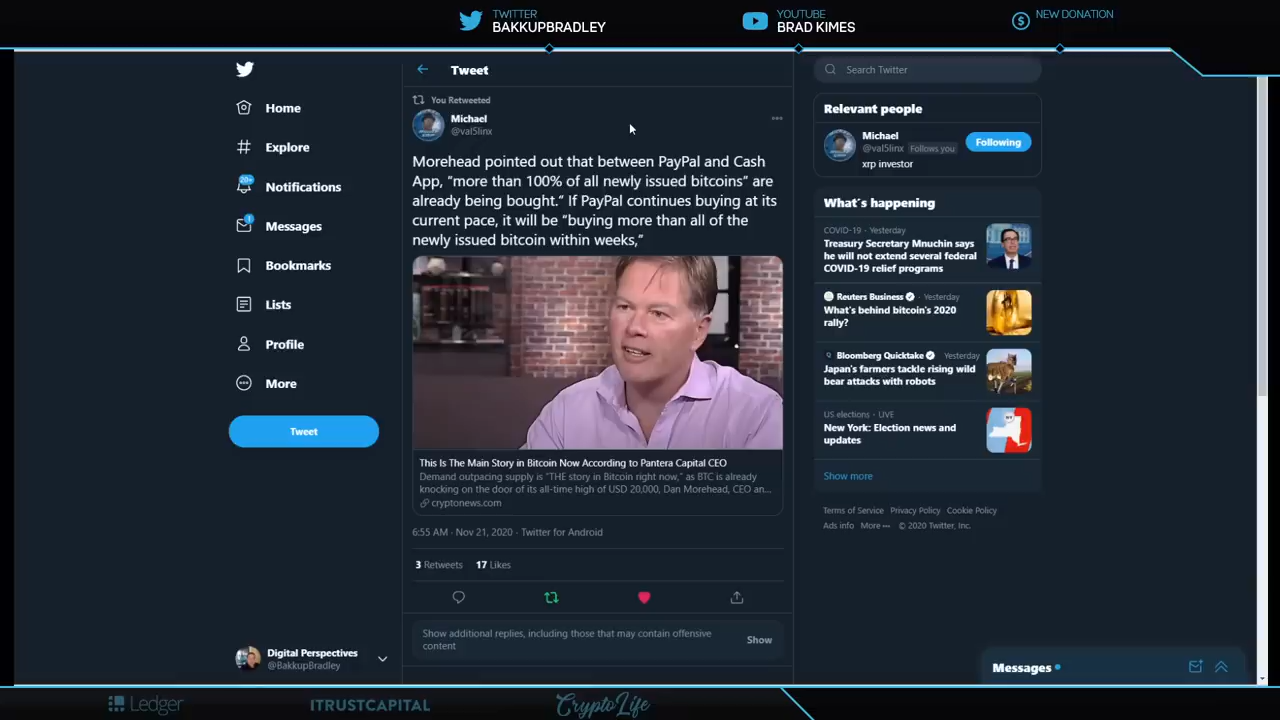 TWITTER
BAKKUPBRADLEY
YOUTUBE
BRAD KIMES
NEW DONATION
Home
Explore
20+
Notifications
1
Messages
Bookmarks
Lists
Profile
More
Tweet
Digital Perspectives
@BakkupBradley
Tweet
You Retweeted
Michael
@val5linx
Morehead pointed out that between PayPal and Cash
App, "more than 100% of all newly issued bitcoins" are
already being bought." If PayPal continues buying at its
current pace, it will be "buying more than all of the
newly issued bitcoin within weeks,"
This Is The Main Story in Bitcoin Now According to Pantera Capital CEO
Demand outpacing supply is "THE story in Bitcoin right now," as BTC is already
knocking on the door of its all-time high of USD 20,000, Dan Morehead, CEO an...
cryptonews.com
6:55 AM · Nov 21, 2020 · Twitter for Android
3 Retweets 17 Likes
Show additional replies, including those that may contain offensive
content
Show
Search Twitter
Relevant people
Michael
@val5linx Follows you
Following
xrp investor
What's happening
COVID-19 · Yesterday
Treasury Secretary Mnuchin says
he will not extend several federal
COVID-19 relief programs
Reuters Business · Yesterday
What's behind bitcoin's 2020
rally?
Bloomberg Quicktake · Yesterday
Japan's farmers tackle rising wild
bear attacks with robots
US elections · LIVE
New York: Election news and
updates
Show more
Terms of Service Privacy Policy Cookie Policy
Ads info More··· © 2020 Twitter, Inc.
Messages
Ledger
ITRUSTCAPITAL
CryptoLife